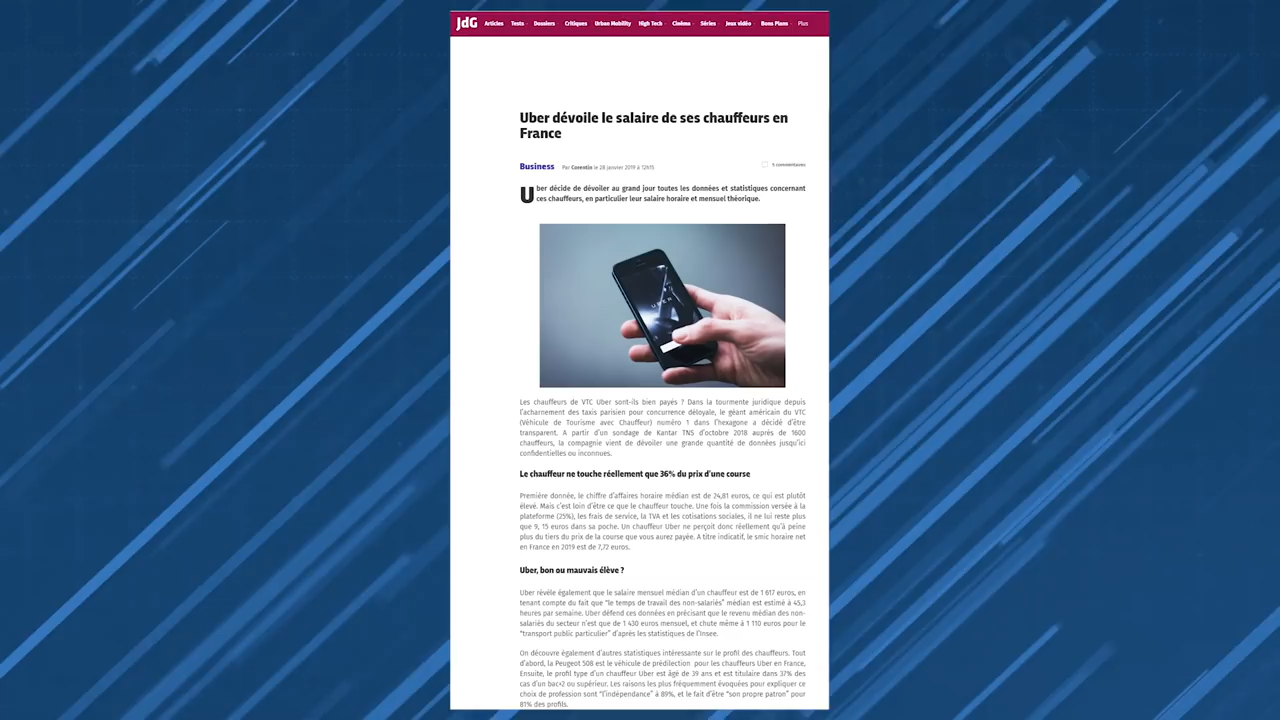 JdG Articles Tests Dossiers Critiques Urban Mobility High Tech Cinéma Séries Jeux vidéo Bons Plans Plus
Uber dévoile le salaire de ses chauffeurs en
France
Business Par Corentin le 28 janvier 2019 à 12h15 9 commentaires
Uber décide de dévoiler au grand jour toutes les données et statistiques concernant
ces chauffeurs, en particulier leur salaire horaire et mensuel théorique.
UBER
Les chauffeurs de VTC Uber sont-ils bien payés ? Dans la tourmente juridique depuis
l'acharnement des taxis parisien pour concurrence déloyale, le géant américain du VTC
(Véhicule de Tourisme avec Chauffeur) numéro 1 dans l'hexagone a décidé d'être
transparent. A partir d'un sondage de Kantar TNS d'octobre 2018 auprès de 1600
chauffeurs, la compagnie vient de dévoiler une grande quantité de données jusqu'ici
confidentielles ou inconnues.
Le chauffeur ne touche réellement que 36% du prix d'une course
Première donnée, le chiffre d'affaires horaire médian est de 24,81 euros, ce qui est plutôt
élevé. Mais c'est loin d'être ce que le chauffeur touche. Une fois la commission versée à la
plateforme (25%), les frais de service, la TVA et les cotisations sociales, il ne lui reste plus
que 9, 15 euros dans sa poche. Un chauffeur Uber ne perçoit donc réellement qu'à peine
plus du tiers du prix de la course que vous aurez payée. A titre indicatif, le smic horaire net
en France en 2019 est de 7,72 euros.
Uber, bon ou mauvais élève ?
Uber révèle également que le salaire mensuel médian d'un chauffeur est de 1 617 euros, en
tenant compte du fait que "le temps de travail des non-salariés" médian est estimé à 45,3
heures par semaine. Uber défend ces données en précisant que le revenu médian des non-
salariés du secteur n'est que de 1 430 euros mensuel, et chute même à 1 110 euros pour le
"transport public particulier" d'après les statistiques de l'Insee.
On découvre également d'autres statistiques intéressante sur le profil des chauffeurs. Tout
d'abord, la Peugeot 508 est le véhicule de prédilection pour les chauffeurs Uber en France,
Ensuite, le profil type d'un chauffeur Uber est âgé de 39 ans et est titulaire dans 37% des
cas d'un bac+2 ou supérieur. Les raisons les plus fréquemment évoquées pour expliquer ce
choix de profession sont "l'indépendance" à 89%, et le fait d'être "son propre patron" pour
81% des profils.